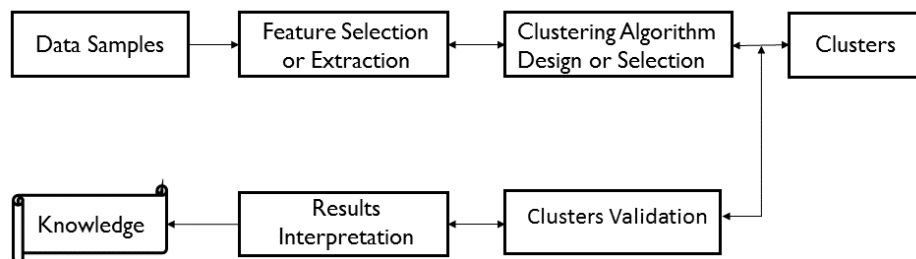 Data Samples
Feature Selection
or Extraction
Clustering Algorithm
Design or Selection
Clusters
Knowledge
Results
Interpretation
Clusters Validation